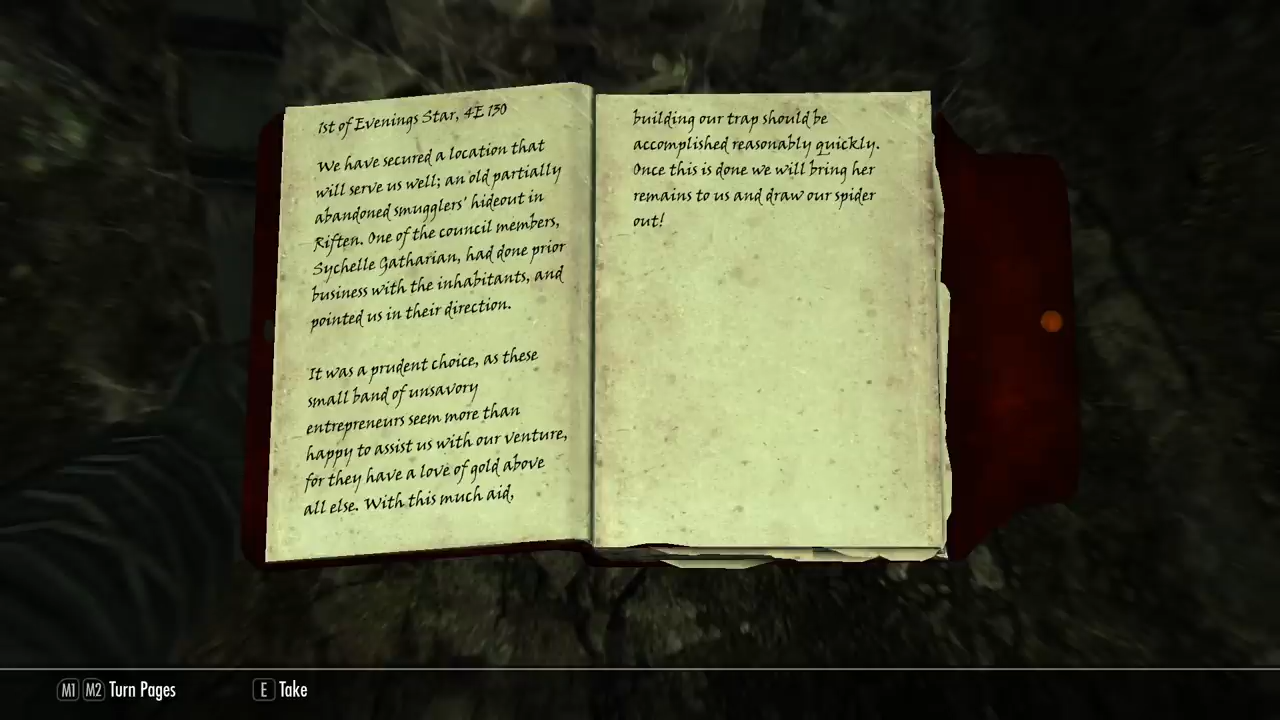 1st of Evenings Star, 4E 130
We have secured a location that
will serve us well; an old partially
abandoned smugglers' hideout in
Riften. One of the council members,
Sychelle Gatharian, had done prior
business with the inhabitants, and
pointed us in their direction.
It was a prudent choice, as these
small band of unsavory
entrepreneurs seem more than
happy to assist us with our venture,
for they have a love of gold above
all else. With this much aid,
building our trap should be
accomplished reasonably quickly.
Once this is done we will bring her
remains to us and draw our spider
out!
M1 M2 Turn Pages
E Take